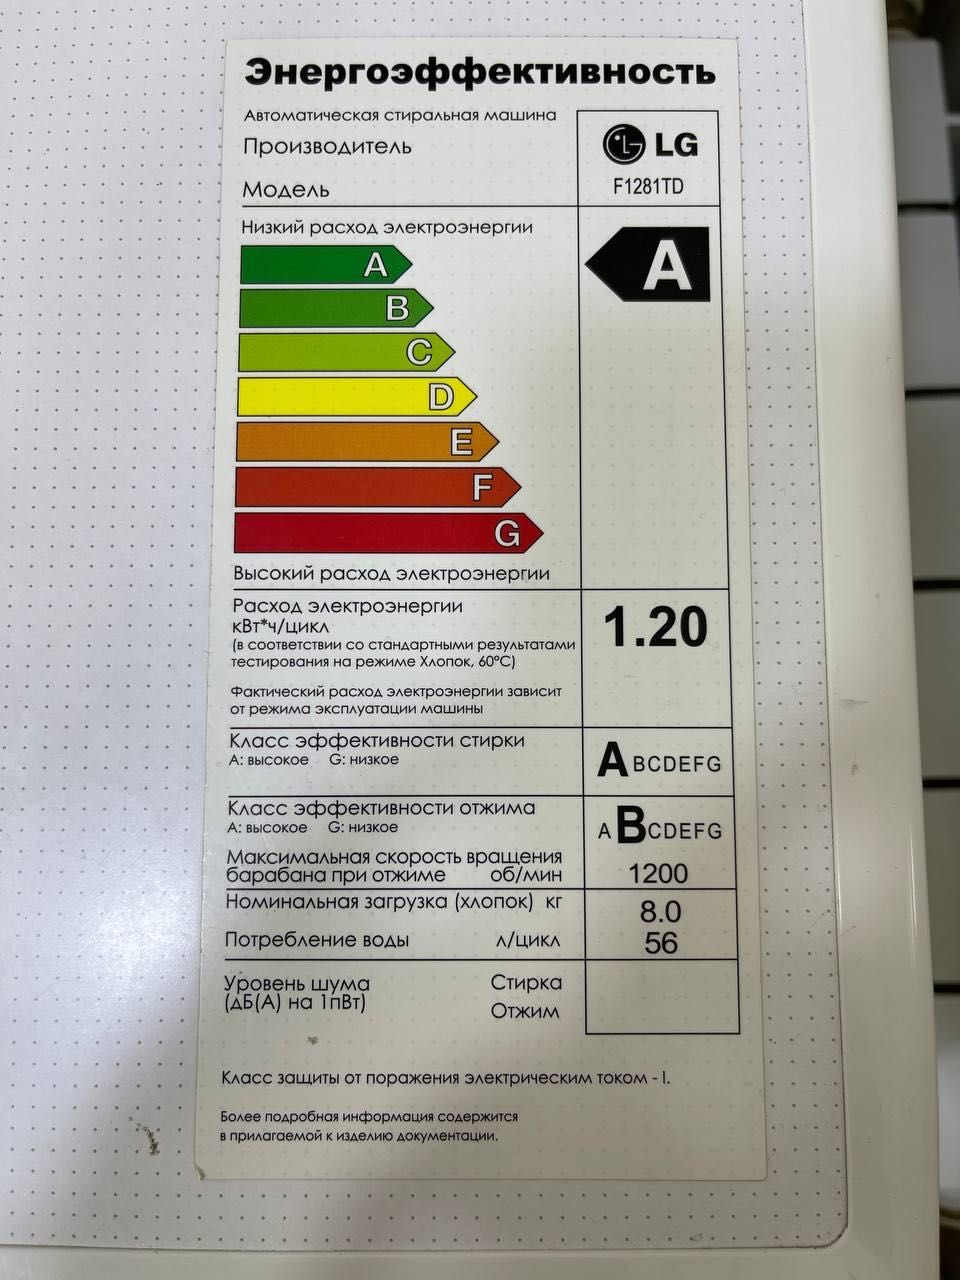 Энергоэффективность
Автоматическая стиральная машина
Производитель
LG
Модель
F1281TD
Низкий расход электроэнергии
A
A
B
C
D
E
F
G
Высокий расход электроэнергии
Расход электроэнергии
кВт*ч/цикл
1.20
(в соответствии со стандартными результатами
тестирования на режиме Хлопок, 60°С)
Фактический расход электроэнергии зависит
от режима эксплуатации машины
Класс эффективности стирки
А: высокое G: низкое
ABCDEFG
Класс эффективности отжима
А: высокое G: низкое
ABCDEFG
Максимальная скорость вращения
барабана при отжиме об/мин 1200
Номинальная загрузка (хлопок) кг 8.0
Потребление воды л/цикл 56
Уровень шума Стирка
(дБ(А) на 1пВт) Отжим
Класс защиты от поражения электрическим током - I.
Более подробная информация содержится
в прилагаемой к изделию документации.